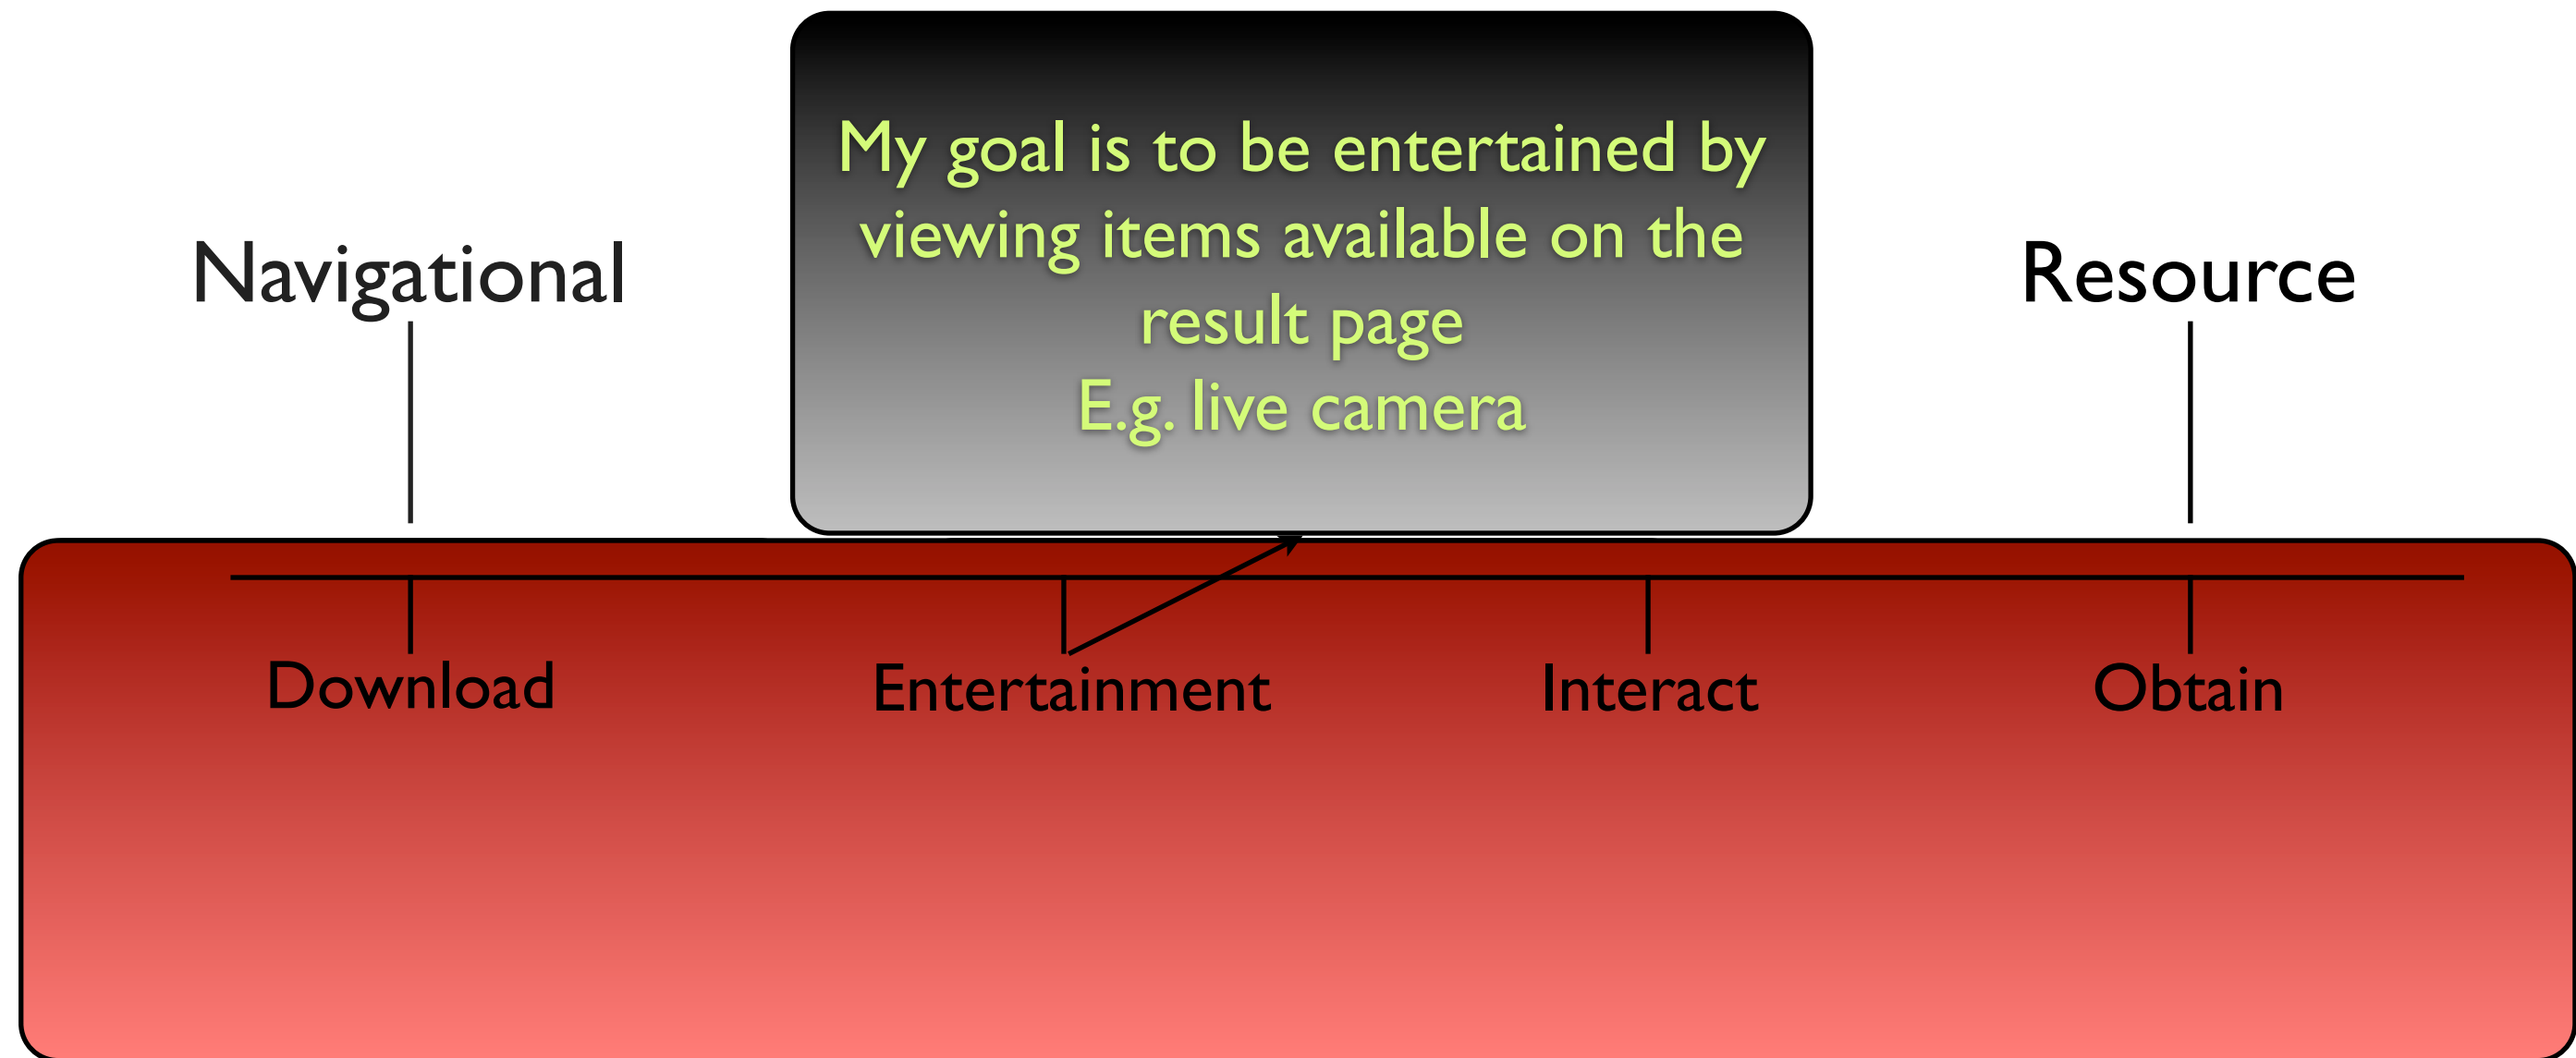 My goal is to be entertained by
viewing items available on the
result page
E.g. live camera
Navigational
Resource
Download
Entertainment
Interact
Obtain